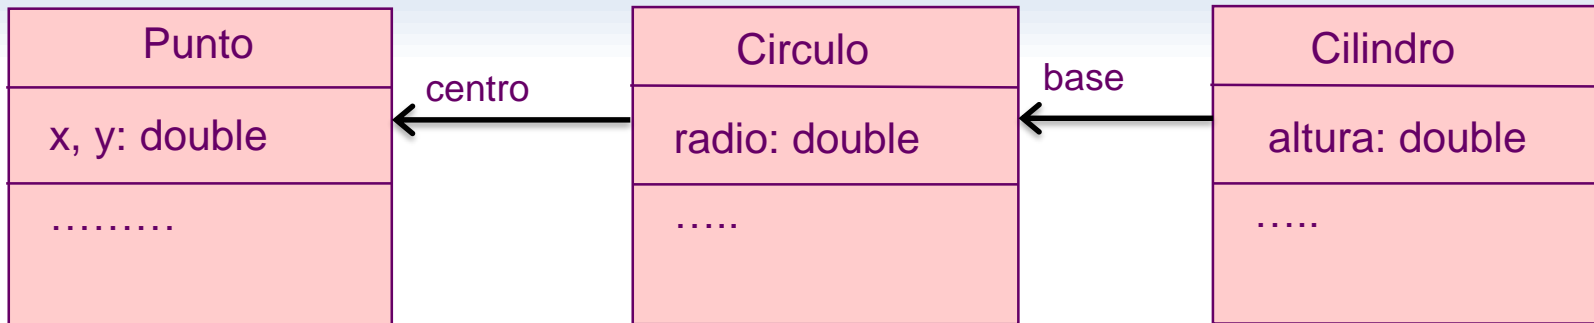 Punto
x, y: double
………
centro
Circulo
radio: double
…..
base
Cilindro
altura: double
…..